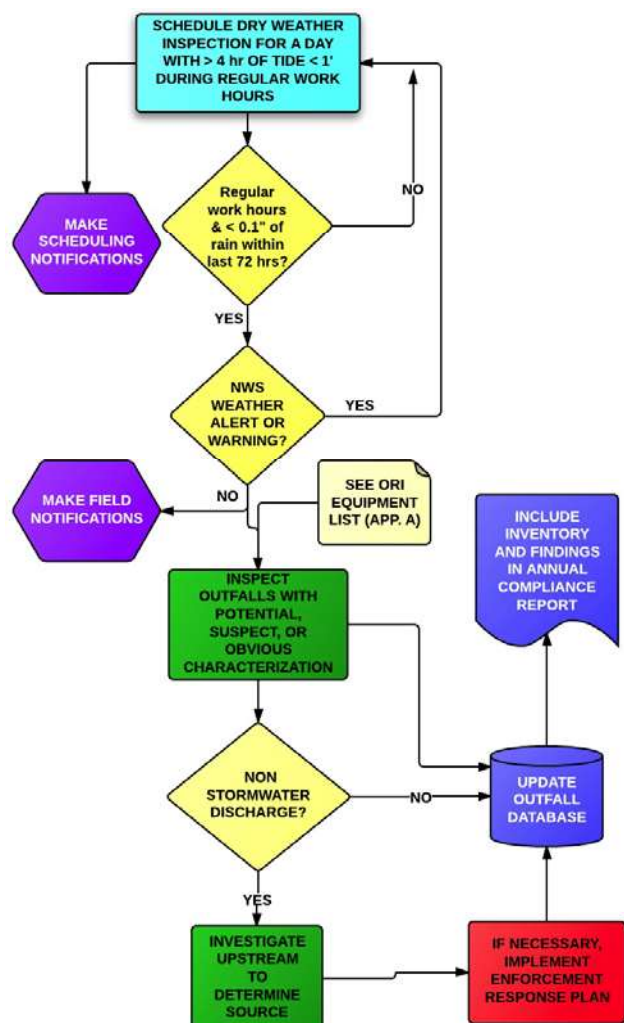 SCHEDULE DRY WEATHER
INSPECTION FOR A DAY
WITH > 4 hr OF TIDE < 1'
DURING REGULAR WORK
HOURS
NO
Regular
work hours
& < 0.1" of
rain within
last 72 hrs?
MAKE
SCHEDULING
NOTIFICATIONS
YES
NWS
WEATHER
ALERT OR
WARNING?
YES
NO
MAKE FIELD
NOTIFICATIONS
SEE ORI
EQUIPMENT
LIST (APP. A)
INCLUDE
INVENTORY
AND FINDINGS
IN ANNUAL
COMPLIANCE
REPORT
INSPECT
OUTFALLS WITH
POTENTIAL,
SUSPECT, OR
OBVIOUS
CHARACTERIZATION
NON
STORMWATER
DISCHARGE?
NO
UPDATE
OUTFALL
DATABASE
YES
INVESTIGATE
UPSTREAM
TO
DETERMINE
SOURCE
IF NECESSARY,
IMPLEMENT
ENFORCEMENT
RESPONSE PLAN